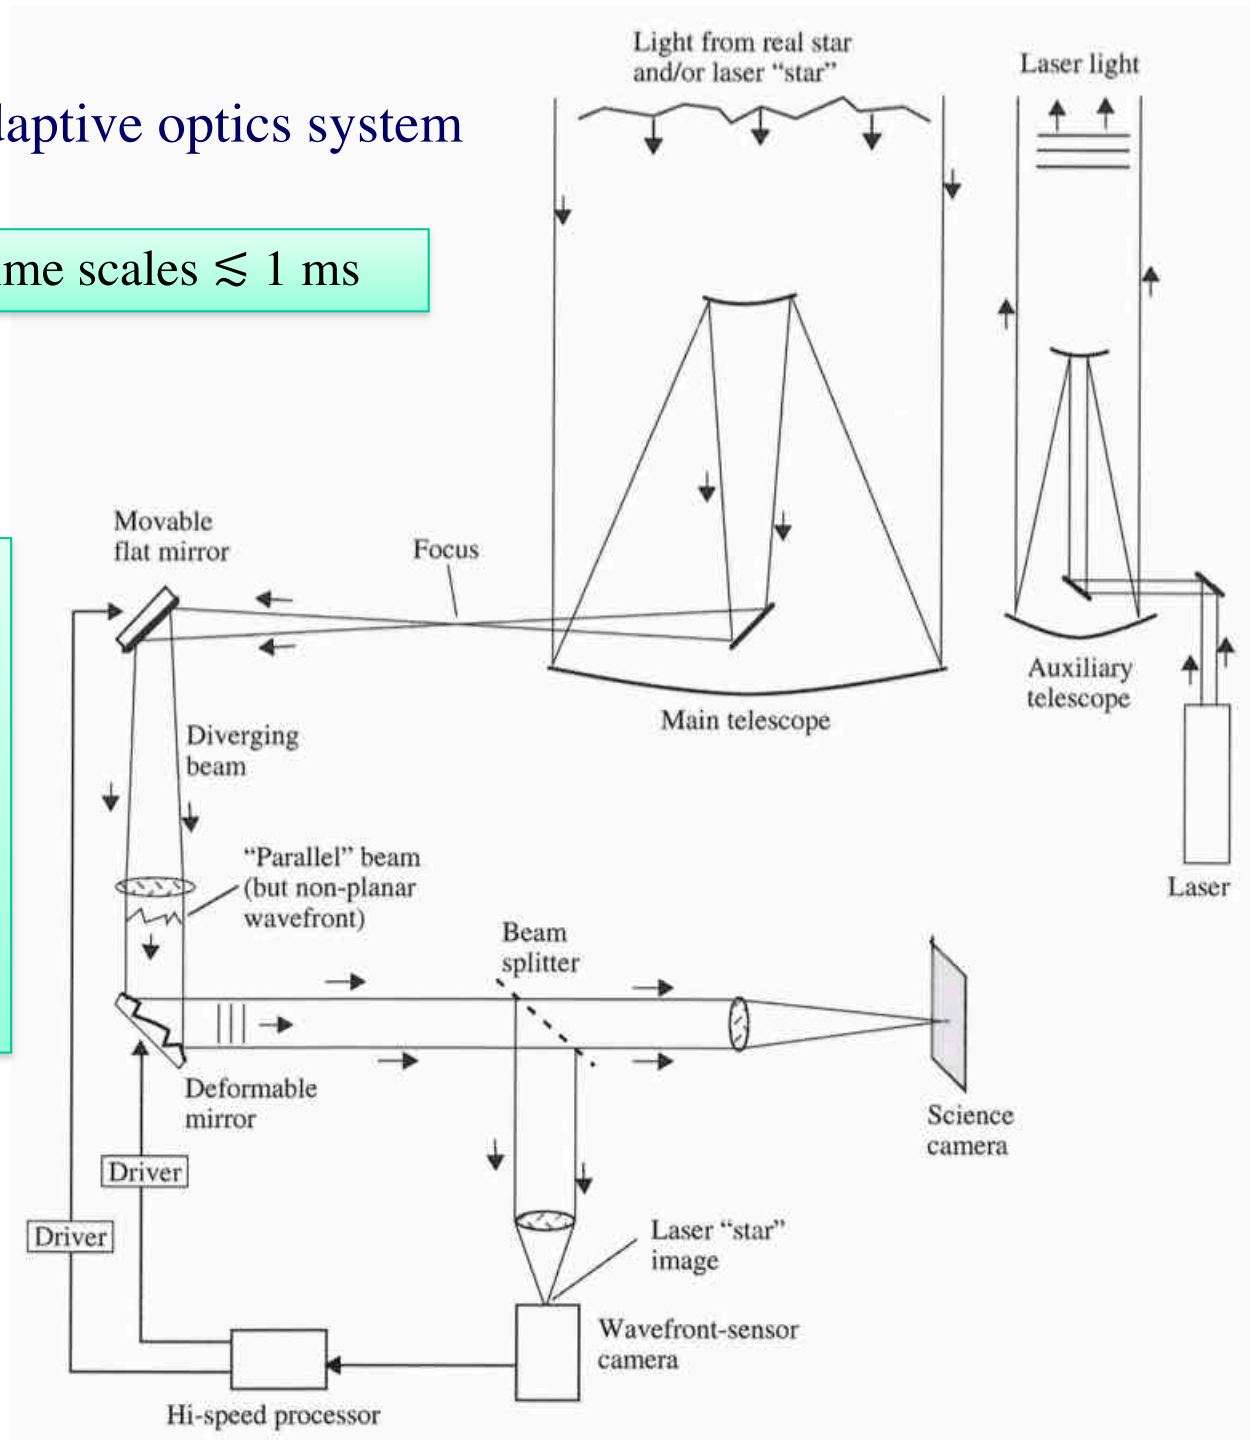 Light from real star
and/or laser “star”
Laser light
daptive optics system
me scales ≲ 1 ms
Movable
flat mirror
Focus
Auxiliary
telescope
Main telescope
Diverging
beam
“Parallel” beam
(but non-planar
wavefront)
Laser
Beam
splitter
Deformable
mirror
Science
camera
Driver
Driver
Laser “star”
image
Wavefront-sensor
camera
Hi-speed processor